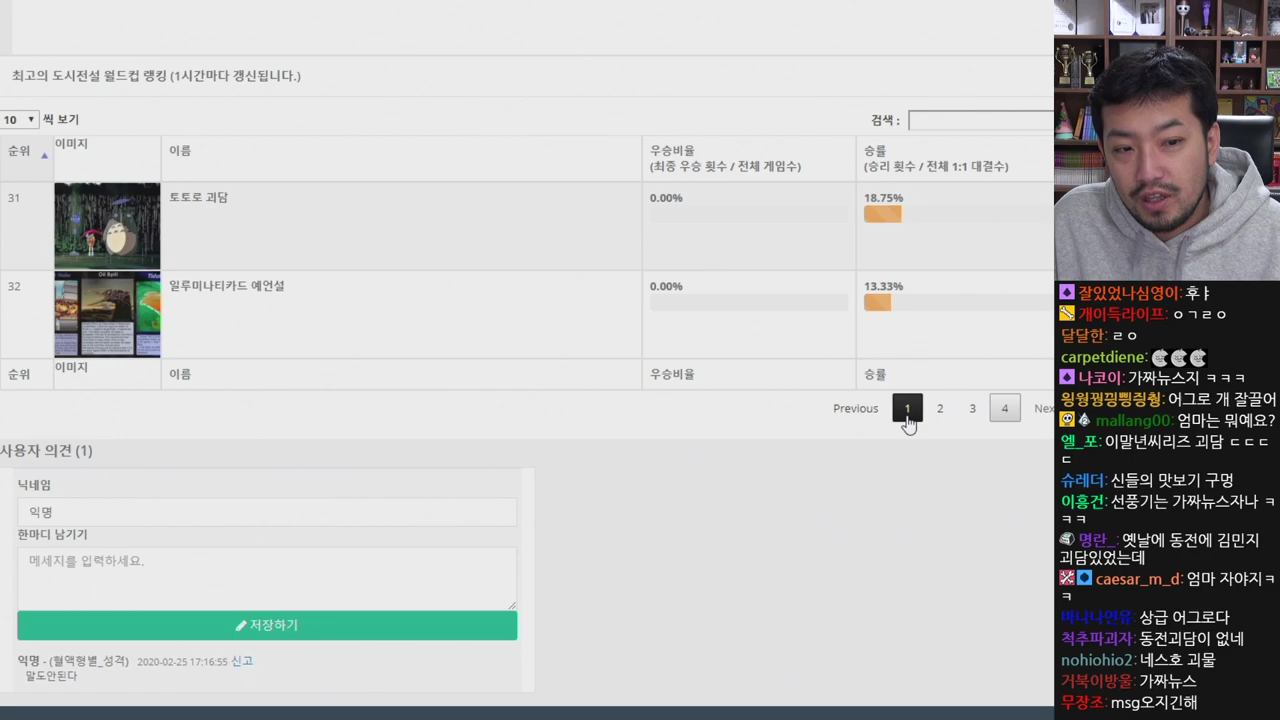 최고의 도시전설 월드컵 랭킹 (1시간마다 갱신됩니다.)
10 씩 보기
검색 :
순위 이미지 이름 우승비율 승률
(최종 우승 횟수 / 전체 게임수) (승리 횟수 / 전체 1:1 대결수)
31 토토로 괴담 0.00% 18.75%
32 일루미나티카드 예언설 0.00% 13.33%
Oil Spill
순위 이미지 이름 우승비율 승률
Previous 1 2 3 4 Nex
사용자 의견 (1)
닉네임
익명
한마디 남기기
메세지를 입력하세요.
저장하기
익명 - (혈액형별_성격) 2020-02-25 17:16:55 신고
말도안된다
잘있었나심영이: 후ㅑ
개이득라이프: ㅇㄱㄹㅇ
달달한: ㄹㅇ
carpetdiene:
나코이: 가짜뉴스지 ㅋㅋㅋ
어그로 개 잘끌어
mallang00: 엄마는 뭐예요?
엘_포: 이말년씨리즈 괴담 ㄷㄷㄷ
ㄷ
슈레더: 신들의 맛보기 구멍
이흥건: 선풍기는 가짜뉴스자나 ㅋ
ㅋㅋ
명란_: 옛날에 동전에 김민지
괴담있었는데
caesar_m_d: 엄마 자야지ㅋ
ㅋ
바나나연유: 상급 어그로다
척추파괴자: 동전괴담이 없네
nohiohio2: 네스호 괴물
거북이방울: 가짜뉴스
무장조: msg오지긴해